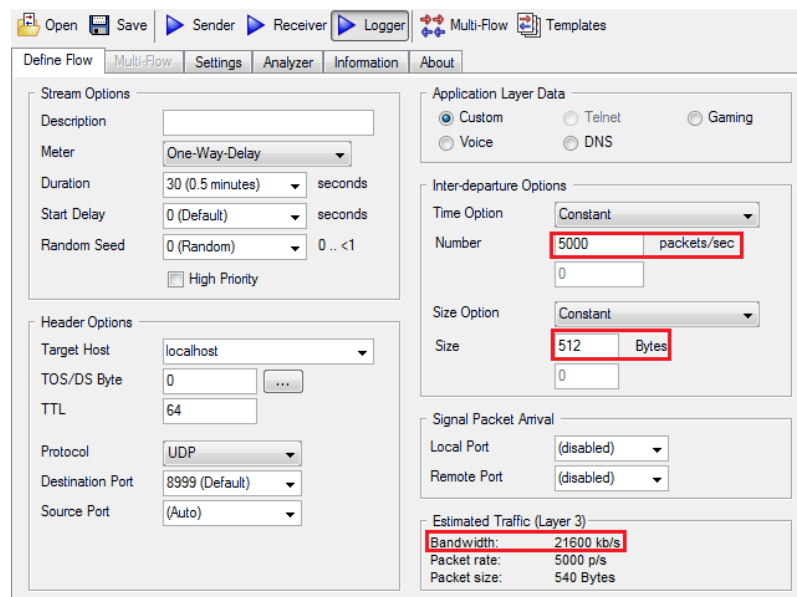 Open Save Sender Receiver Logger Multi-Flow Templates
Define Flow Multi-Flow Settings Analyzer Information About
Stream Options
Description
Meter One-Way-Delay
Duration 30 (0.5 minutes) seconds
Start Delay 0 (Default) seconds
Random Seed 0 (Random) 0 .. <1
High Priority
Header Options
Target Host localhost
TOS/DS Byte 0 ...
TTL 64
Protocol UDP
Destination Port 8999 (Default)
Source Port (Auto)
Application Layer Data
Custom Telnet Gaming
Voice DNS
Inter-departure Options
Time Option Constant
Number 5000 packets/sec
0
Size Option Constant
Size 512 Bytes
0
Signal Packet Arrival
Local Port (disabled)
Remote Port (disabled)
Estimated Traffic (Layer 3)
Bandwidth: 21600 kb/s
Packet rate: 5000 p/s
Packet size: 540 Bytes